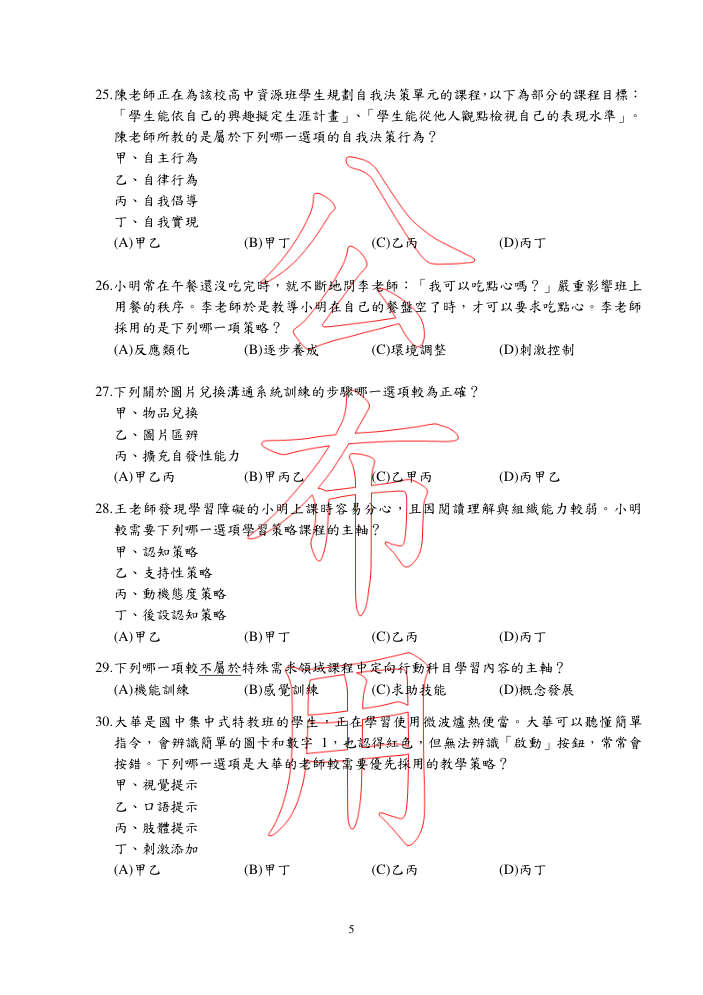 25.陳老師正在為該校高中資源班學生規劃自我決策單元的課程，以下為部分的課程目標：
「學生能依自己的興趣擬定生涯計畫」、「學生能從他人觀點檢視自己的表現水準」。
陳老師所教的是屬於下列哪一選項的自我決策行為？
甲、自主行為
乙、自律行為
丙、自我倡導
丁、自我實現
(A)甲乙 (B)甲丁 (C)乙丙 (D)丙丁
26.小明常在午餐還沒吃完時，就不斷地問李老師：「我可以吃點心嗎？」嚴重影響班上
用餐的秩序。李老師於是教導小明在自己的餐盤空了時，才可以要求吃點心。李老師
採用的是下列哪一項策略？
(A)反應類化 (B)逐步養成 (C)環境調整 (D)刺激控制
27.下列關於圖片兌換溝通系統訓練的步驟哪一選項較為正確？
甲、物品兌換
乙、圖片區辨
丙、擴充自發性能力
(A)甲乙丙 (B)甲丙乙 (C)乙甲丙 (D)丙甲乙
28.王老師發現學習障礙的小明上課時容易分心，且因閱讀理解與組織能力較弱。小明
較需要下列哪一選項學習策略課程的主軸？
甲、認知策略
乙、支持性策略
丙、動機態度策略
丁、後設認知策略
(A)甲乙 (B)甲丁 (C)乙丙 (D)丙丁
29.下列哪一項較不屬於特殊需求領域課程中定向行動科目學習內容的主軸？
(A)機能訓練 (B)感覺訓練 (C)求助技能 (D)概念發展
30.大華是國中集中式特教班的學生，正在學習使用微波爐熱便當。大華可以聽懂簡單
指令，會辨識簡單的圖卡和數字 1，也認得紅色，但無法辨識「啟動」按鈕，常常會
按錯。下列哪一選項是大華的老師較需要優先採用的教學策略？
甲、視覺提示
乙、口語提示
丙、肢體提示
丁、刺激添加
(A)甲乙 (B)甲丁 (C)乙丙 (D)丙丁
5
公
布
用